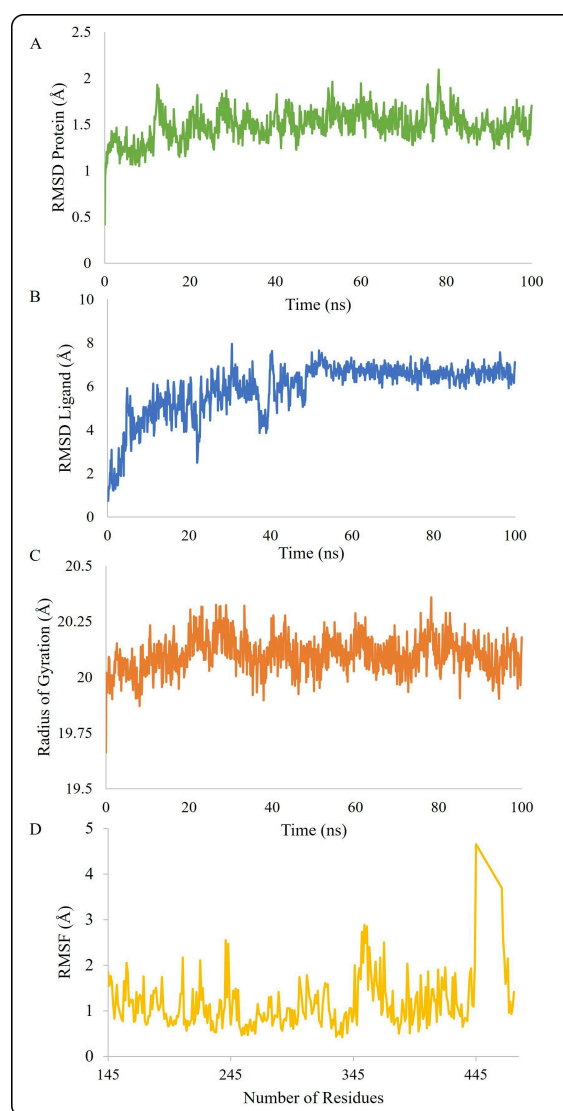 A
RMSD Protein (Å)
2.5
2
1.5
1
0.5
0
0 20 40 60 80 100
Time (ns)
B
RMSD Ligand (Å)
10
8
6
4
2
0
0 20 40 60 80 100
Time (ns)
C
Radius of Gyration (Å)
20.5
20.25
20
19.75
19.5
0 20 40 60 80 100
Time (ns)
D
RMSF (Å)
5
4
3
2
1
0
145 245 345 445
Number of Residues